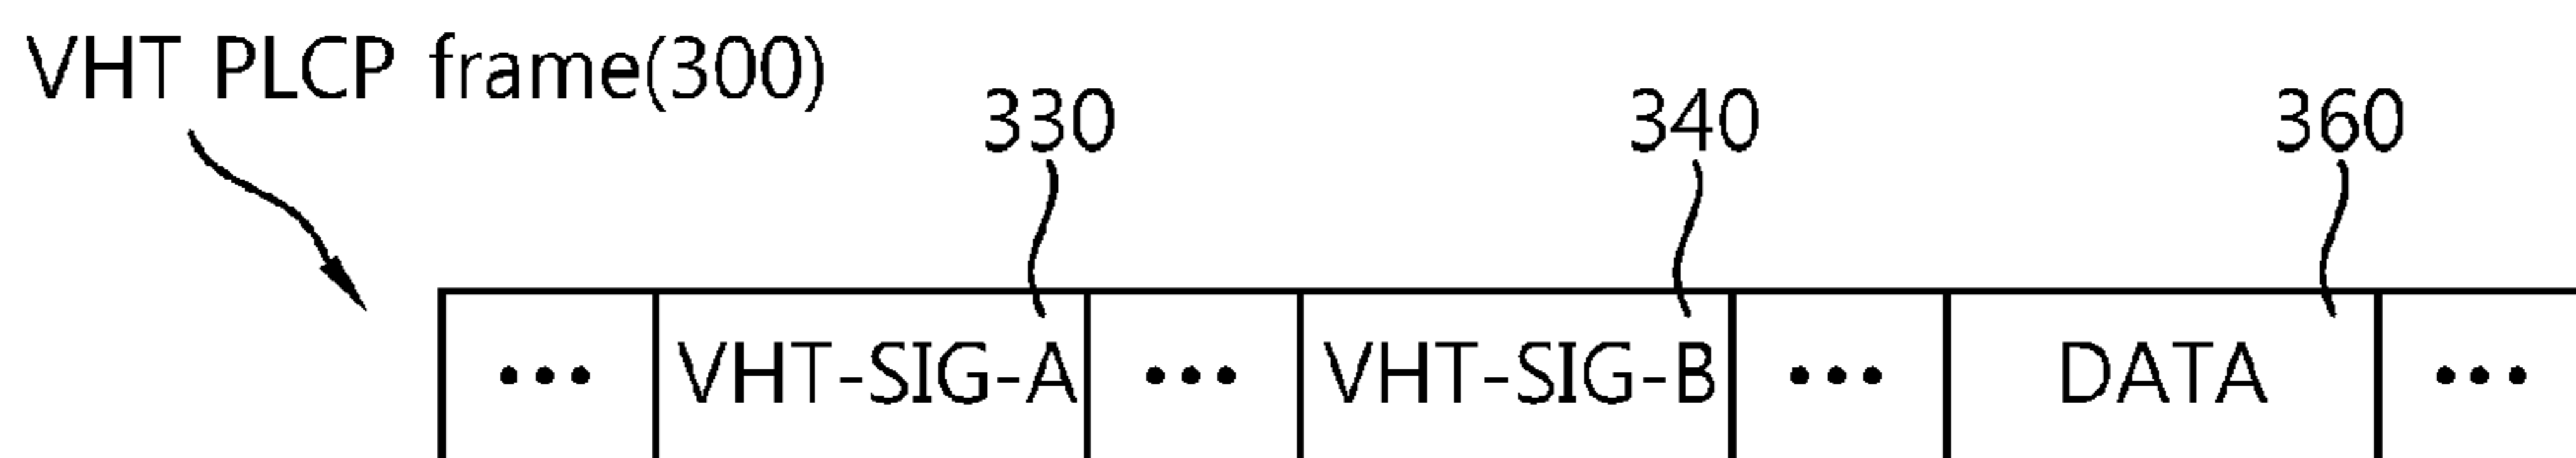 VHT PLCP frame(300)
330 340 360
... VHT-SIG-A ... VHT-SIG-B ... DATA ...